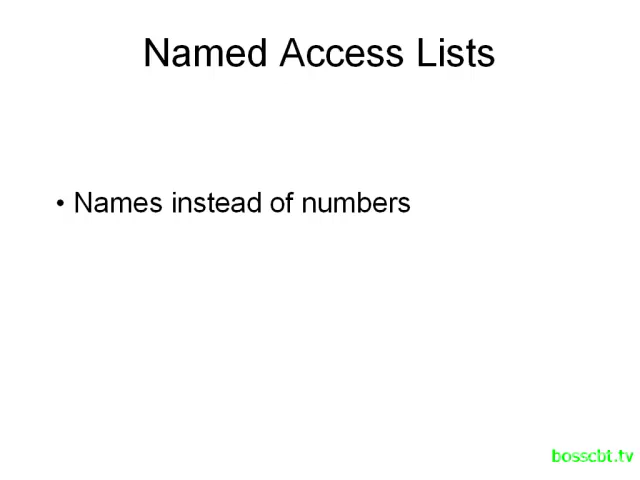 Named Access Lists
• Names instead of numbers
bosscbt.tv